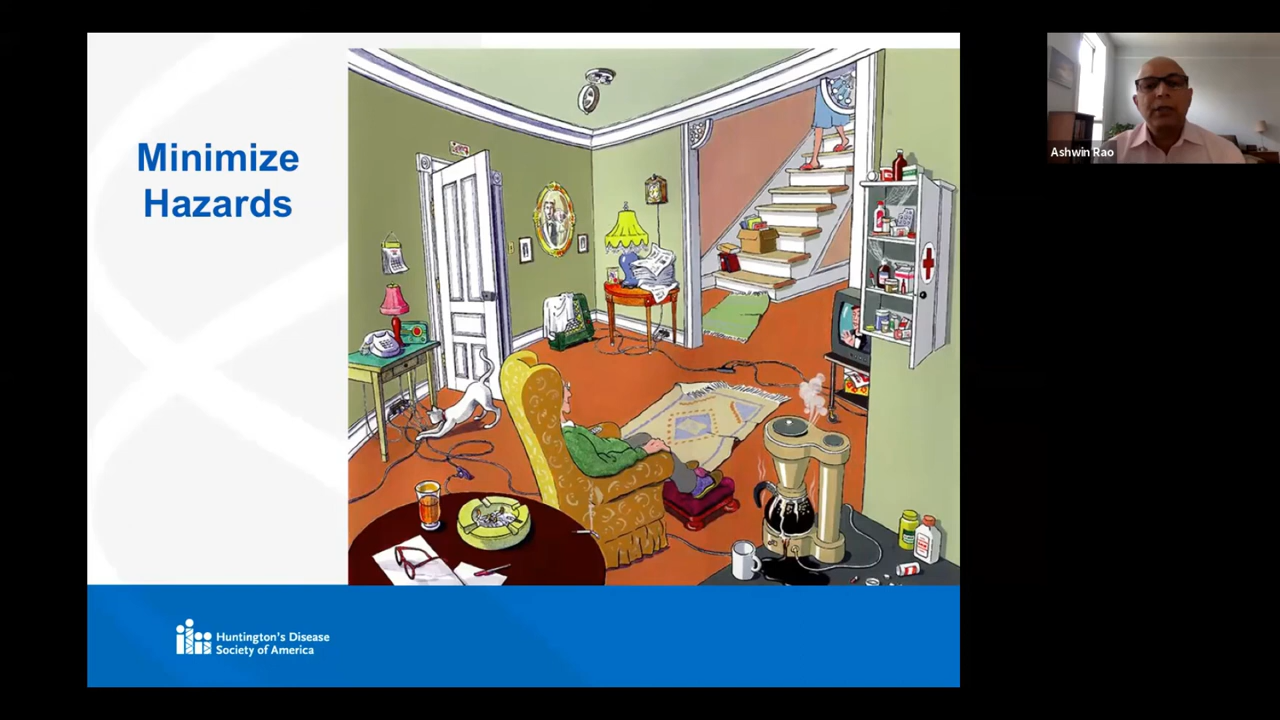 Minimize
Hazards
Ashwin Rao
Huntington's Disease
Society of America